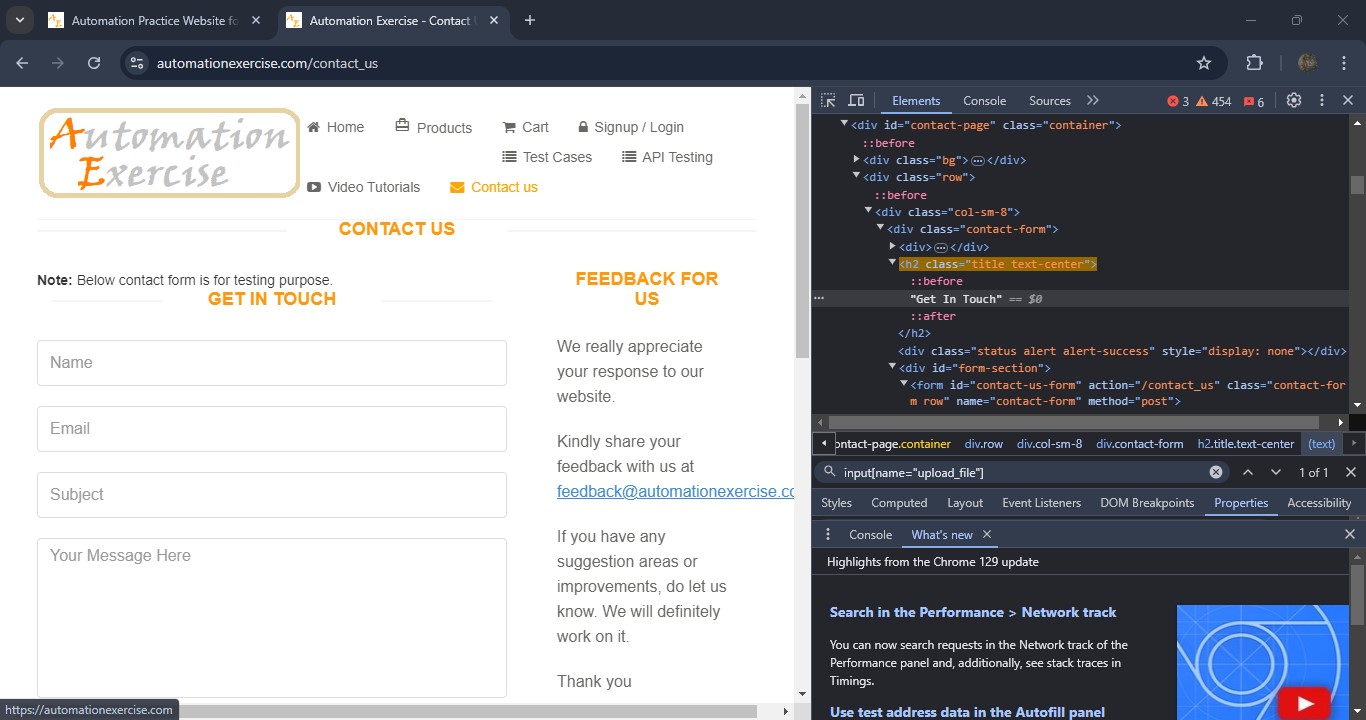 Automation Practice Website fo
Automation Exercise - Contact
automationexercise.com/contact_us
Automation
Exercise
Home
Products
Cart
Signup / Login
Test Cases
API Testing
Video Tutorials
Contact us
CONTACT US
Note: Below contact form is for testing purpose.
GET IN TOUCH
Name
Email
Subject
Your Message Here
FEEDBACK FOR
US
We really appreciate
your response to our
website.
Kindly share your
feedback with us at
feedback@automationexercise.co
If you have any
suggestion areas or
improvements, do let us
know. We will definitely
work on it.
Thank you
https://automationexercise.com
Elements Console Sources 3 454 6
<div id="contact-page" class="container">
::before
<div class="bg">…</div>
<div class="row">
::before
<div class="col-sm-8">
<div class="contact-form">
<div>…</div>
<h2 class="title text-center">
::before
"Get In Touch" == $0
::after
</h2>
<div class="status alert alert-success" style="display: none"></div>
<div id="form-section">
<form id="contact-us-form" action="/contact_us" class="contact-for
m row" name="contact-form" method="post">
ontact-page.container div.row div.col-sm-8 div.contact-form h2.title.text-center (text)
input[name="upload_file"] 1 of 1
Styles Computed Layout Event Listeners DOM Breakpoints Properties Accessibility
Console What's new
Highlights from the Chrome 129 update
Search in the Performance > Network track
You can now search requests in the Network track of the
Performance panel and, additionally, see stack traces in
Timings.
Use test address data in the Autofill panel